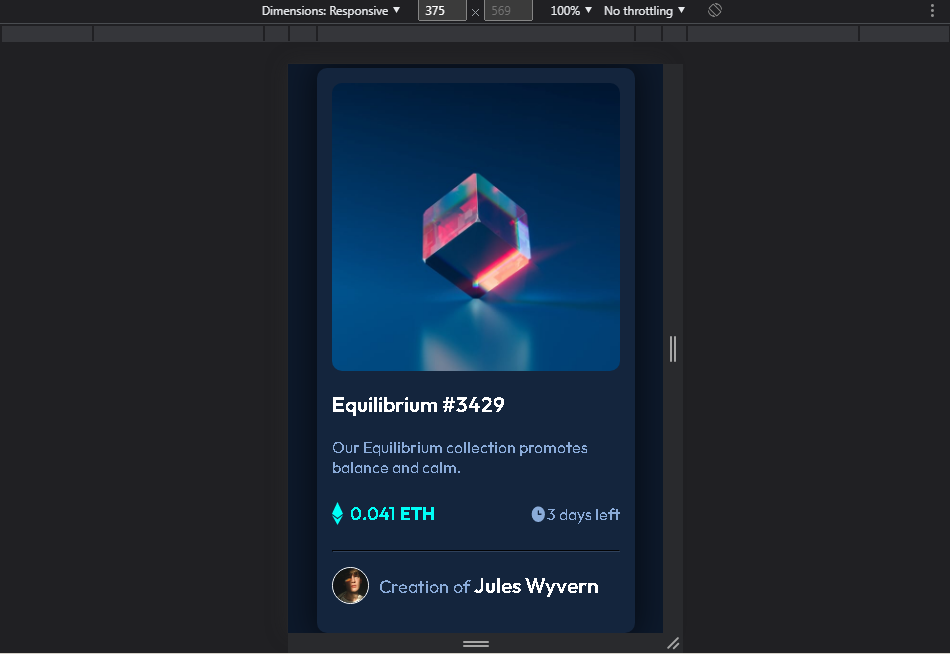 Dimensions: Responsive ▼ 375 × 569 100% ▼ No throttling ▼
Equilibrium #3429
Our Equilibrium collection promotes
balance and calm.
0.041 ETH 3 days left
Creation of Jules Wyvern